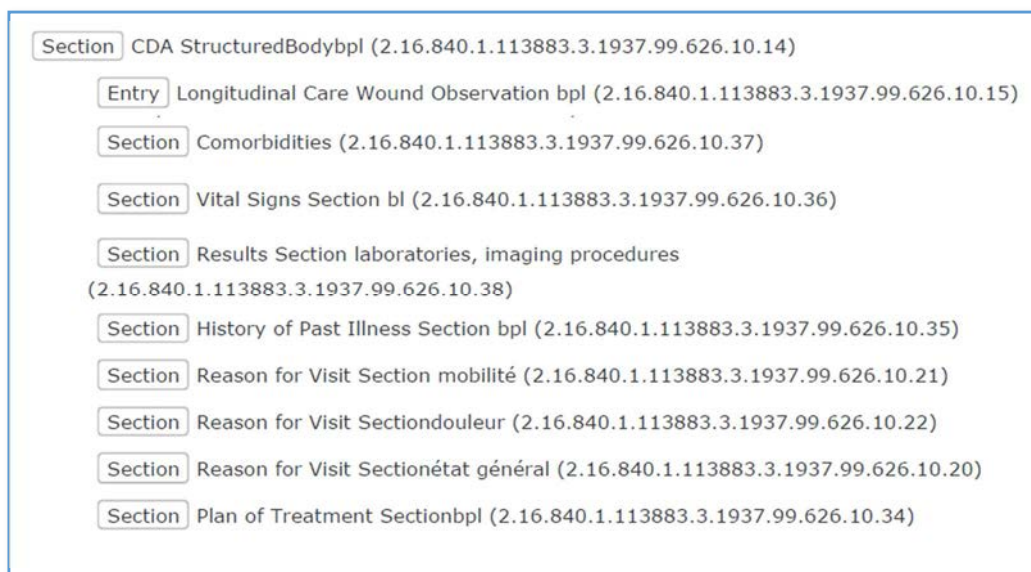 Section CDA StructuredBodybpl (2.16.840.1.113883.3.1937.99.626.10.14)
Entry Longitudinal Care Wound Observation bpl (2.16.840.1.113883.3.1937.99.626.10.15)
Section Comorbidities (2.16.840.1.113883.3.1937.99.626.10.37)
Section Vital Signs Section bl (2.16.840.1.113883.3.1937.99.626.10.36)
Section Results Section laboratories, imaging procedures
(2.16.840.1.113883.3.1937.99.626.10.38)
Section History of Past Illness Section bpl (2.16.840.1.113883.3.1937.99.626.10.35)
Section Reason for Visit Section mobilité (2.16.840.1.113883.3.1937.99.626.10.21)
Section Reason for Visit Sectiondouleur (2.16.840.1.113883.3.1937.99.626.10.22)
Section Reason for Visit Sectionétat général (2.16.840.1.113883.3.1937.99.626.10.20)
Section Plan of Treatment Sectionbpl (2.16.840.1.113883.3.1937.99.626.10.34)